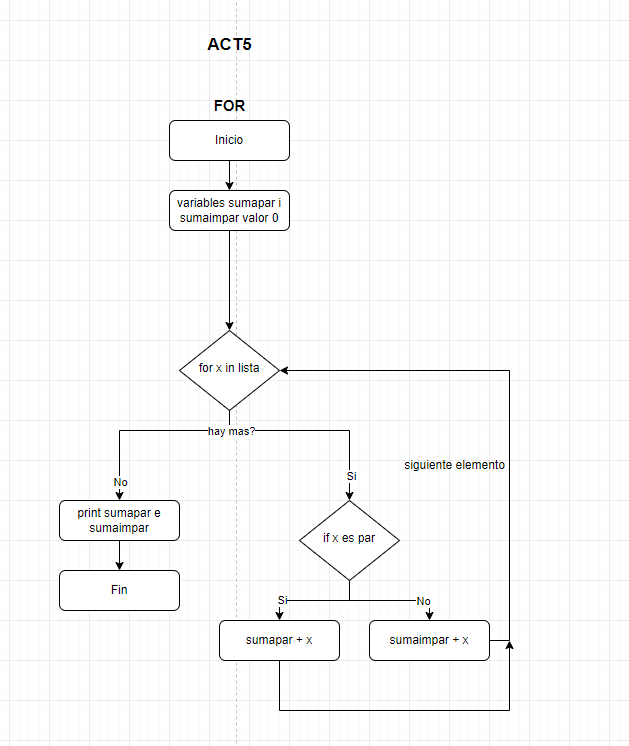 ACT5
FOR
Inicio
variables sumapar i
sumaimpar valor 0
for x in lista
hay mas?
siguiente elemento
No
Si
print sumapar e
sumaimpar
if x es par
Fin
Si
No
sumapar + x
sumaimpar + x